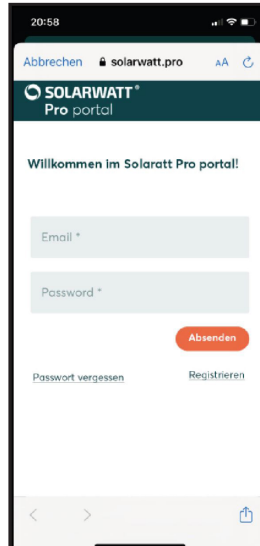 20:58
Abbrechen solarwatt.pro AA
SOLARWATT®
Pro portal
Willkommen im Solaratt Pro portal!
Email *
Password *
Absenden
Passwort vergessen Registrieren